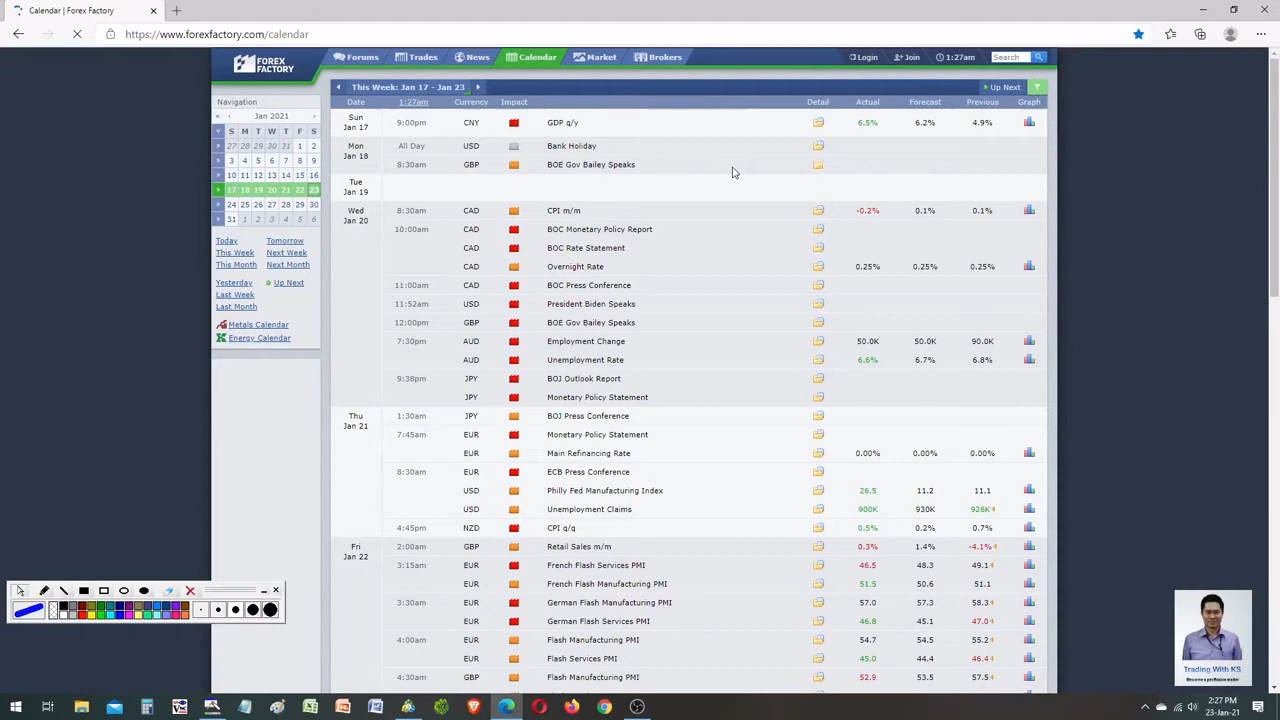 Calendar | Forex Factory
https://www.forexfactory.com/calendar
FOREX FACTORY
Forums Trades News Calendar Market Brokers Login Join 1:27am Search
Navigation
Jan 2021
S M T W T F S
27 28 29 30 31 1 2
3 4 5 6 7 8 9
10 11 12 13 14 15 16
17 18 19 20 21 22 23
24 25 26 27 28 29 30
31 1 2 3 4 5 6
Today Tomorrow
This Week Next Week
This Month Next Month
Yesterday Up Next
Last Week
Last Month
Metals Calendar
Energy Calendar
This Week: Jan 17 - Jan 23 Up Next
Date 1:27am Currency Impact Detail Actual Forecast Previous Graph
Sun Jan 17 9:00pm CNY GDP q/y 6.5% 6.2% 4.9%
Mon Jan 18 All Day USD Bank Holiday
8:30am GBP BOE Gov Bailey Speaks
Tue Jan 19
Wed Jan 20 8:30am CAD CPI m/m -0.2% 0.1% 0.1%
10:00am CAD BOC Monetary Policy Report
CAD BOC Rate Statement
CAD Overnight Rate 0.25% 0.25% 0.25%
11:00am CAD BOC Press Conference
11:52am USD President Biden Speaks
12:00pm GBP BOE Gov Bailey Speaks
7:30pm AUD Employment Change 50.0K 50.0K 90.0K
AUD Unemployment Rate 6.6% 6.7% 6.8%
9:38pm JPY BOJ Outlook Report
JPY Monetary Policy Statement
Thu Jan 21 1:30am JPY BOJ Press Conference
7:45am EUR Monetary Policy Statement
EUR Main Refinancing Rate 0.00% 0.00% 0.00%
8:30am EUR ECB Press Conference
USD Philly Fed Manufacturing Index 26.5 11.2 11.1
USD Unemployment Claims 900K 930K 926K
4:45pm NZD CPI q/q 0.5% 0.2% 0.7%
Fri Jan 22 2:00am GBP Retail Sales m/m 0.3% 1.4% -4.1%
3:15am EUR French Flash Services PMI 46.5 48.3 49.1
EUR French Flash Manufacturing PMI 51.5 50.6 51.1
3:30am EUR German Flash Manufacturing PMI 57.3 58.3
EUR German Flash Services PMI 46.8 45.1 47.0
4:00am EUR Flash Manufacturing PMI 54.7 54.5 55.2
EUR Flash Services PMI 45.0 44.4 46.4
4:30am GBP Flash Manufacturing PMI 52.9 53.5 57.5
Trading With KS
Become a profitable trader
2:27 PM
23-Jan-21